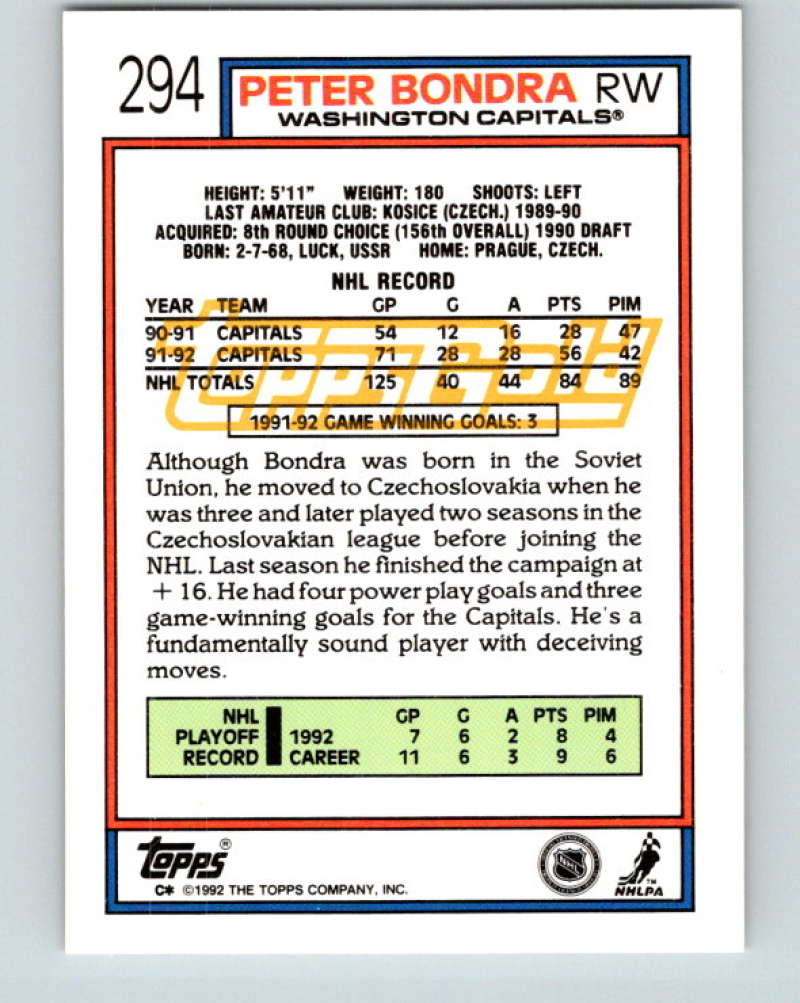 294
PETER BONDRA RW
WASHINGTON CAPITALS®
HEIGHT: 5'11" WEIGHT: 180 SHOOTS: LEFT
LAST AMATEUR CLUB: KOSICE (CZECH.) 1989-90
ACQUIRED: 8th ROUND CHOICE (156th OVERALL) 1990 DRAFT
BORN: 2-7-68, LUCK, USSR HOME: PRAGUE, CZECH.
NHL RECORD
YEAR TEAM GP G A PTS PIM
90-91 CAPITALS 54 12 16 28 47
91-92 CAPITALS 71 28 28 56 42
NHL TOTALS 125 40 44 84 89
ToppsGold
1991-92 GAME WINNING GOALS: 3
Although Bondra was born in the Soviet
Union, he moved to Czechoslovakia when he
was three and later played two seasons in the
Czechoslovakian league before joining the
NHL. Last season he finished the campaign at
+ 16. He had four power play goals and three
game-winning goals for the Capitals. He's a
fundamentally sound player with deceiving
moves.
NHL GP G A PTS PIM
PLAYOFF 1992 7 6 2 8 4
RECORD CAREER 11 6 3 9 6
TOPPS®
C* ©1992 THE TOPPS COMPANY, INC.
NHL
NHLPA™